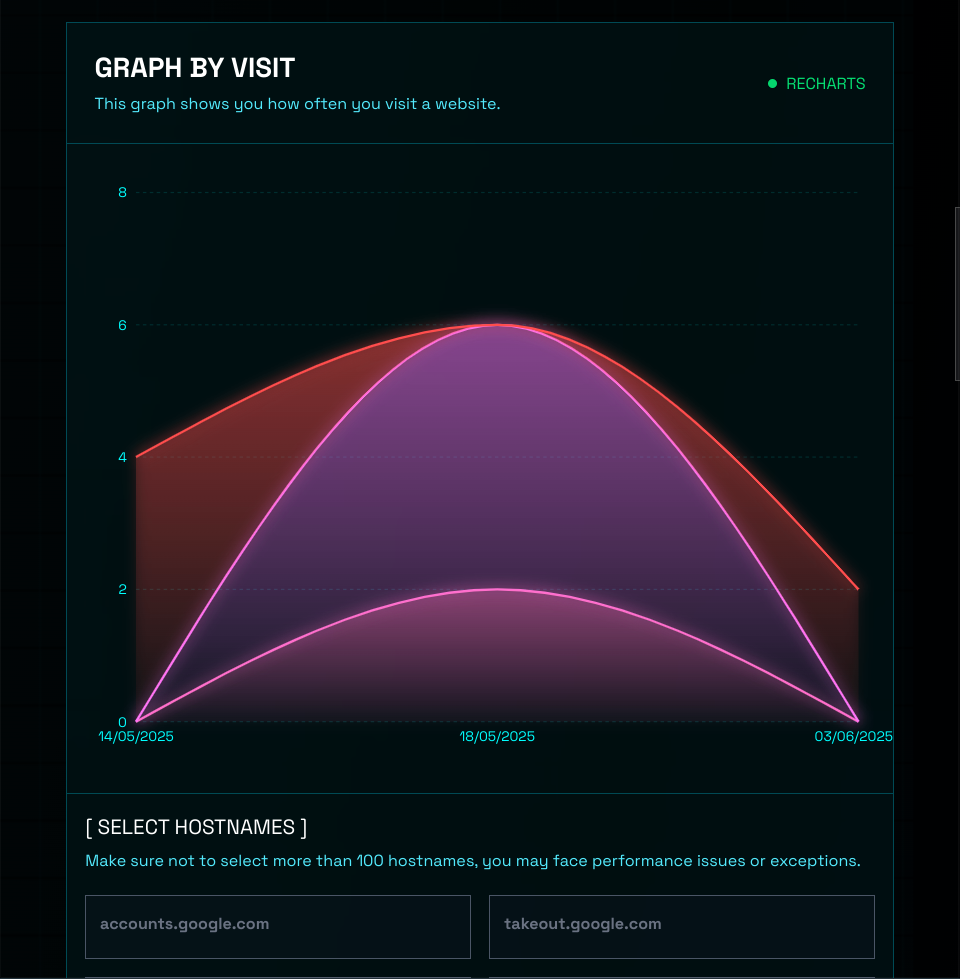 GRAPH BY VISIT
This graph shows you how often you visit a website.
RECHARTS
8
6
4
2
0
14/05/2025 18/05/2025 03/06/2025
[ SELECT HOSTNAMES ]
Make sure not to select more than 100 hostnames, you may face performance issues or exceptions.
accounts.google.com takeout.google.com